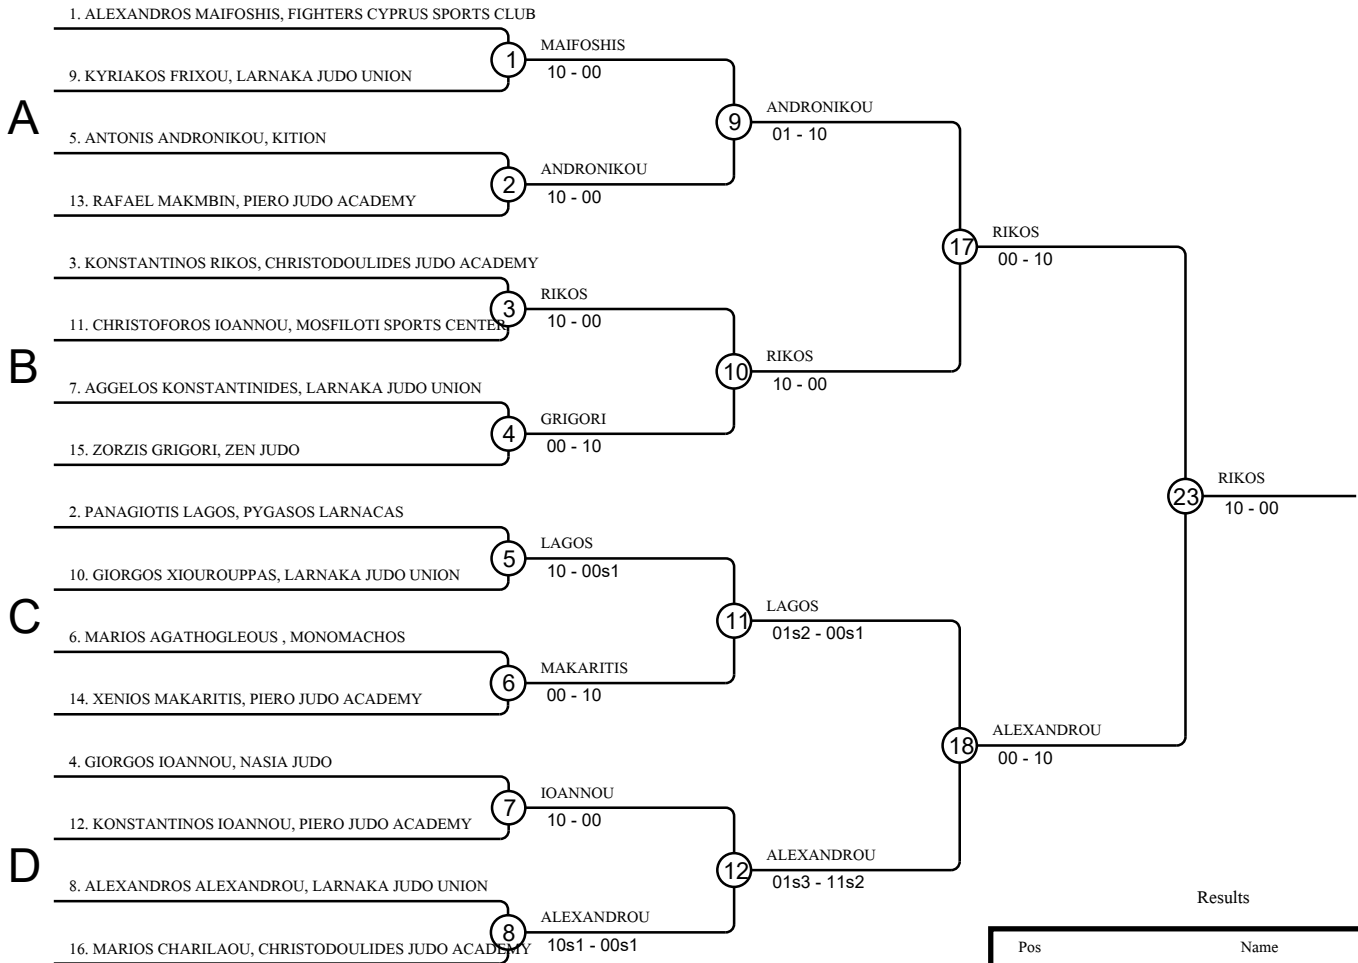 1. ALEXANDROS MAIFOSHIS, FIGHTERS CYPRUS SPORTS CLUB
1
MAIFOSHIS
10 - 00
9. KYRIAKOS FRIXOU, LARNAKA JUDO UNION
A
9
ANDRONIKOU
01 - 10
5. ANTONIS ANDRONIKOU, KITION
2
ANDRONIKOU
10 - 00
13. RAFAEL MAKMBIN, PIERO JUDO ACADEMY
17
RIKOS
00 - 10
3. KONSTANTINOS RIKOS, CHRISTODOULIDES JUDO ACADEMY
3
RIKOS
10 - 00
11. CHRISTOFOROS IOANNOU, MOSFILOTI SPORTS CENTER
B
10
RIKOS
10 - 00
7. AGGELOS KONSTANTINIDES, LARNAKA JUDO UNION
4
GRIGORI
00 - 10
15. ZORZIS GRIGORI, ZEN JUDO
23
RIKOS
10 - 00
2. PANAGIOTIS LAGOS, PYGASOS LARNACAS
5
LAGOS
10 - 00s1
10. GIORGOS XIOUROUPPAS, LARNAKA JUDO UNION
C
11
LAGOS
01s2 - 00s1
6. MARIOS AGATHOGLEOUS , MONOMACHOS
6
MAKARITIS
00 - 10
14. XENIOS MAKARITIS, PIERO JUDO ACADEMY
18
ALEXANDROU
00 - 10
4. GIORGOS IOANNOU, NASIA JUDO
7
IOANNOU
10 - 00
12. KONSTANTINOS IOANNOU, PIERO JUDO ACADEMY
D
12
ALEXANDROU
01s3 - 11s2
8. ALEXANDROS ALEXANDROU, LARNAKA JUDO UNION
8
ALEXANDROU
10s1 - 00s1
16. MARIOS CHARILAOU, CHRISTODOULIDES JUDO ACADEMY
Results
Pos Name